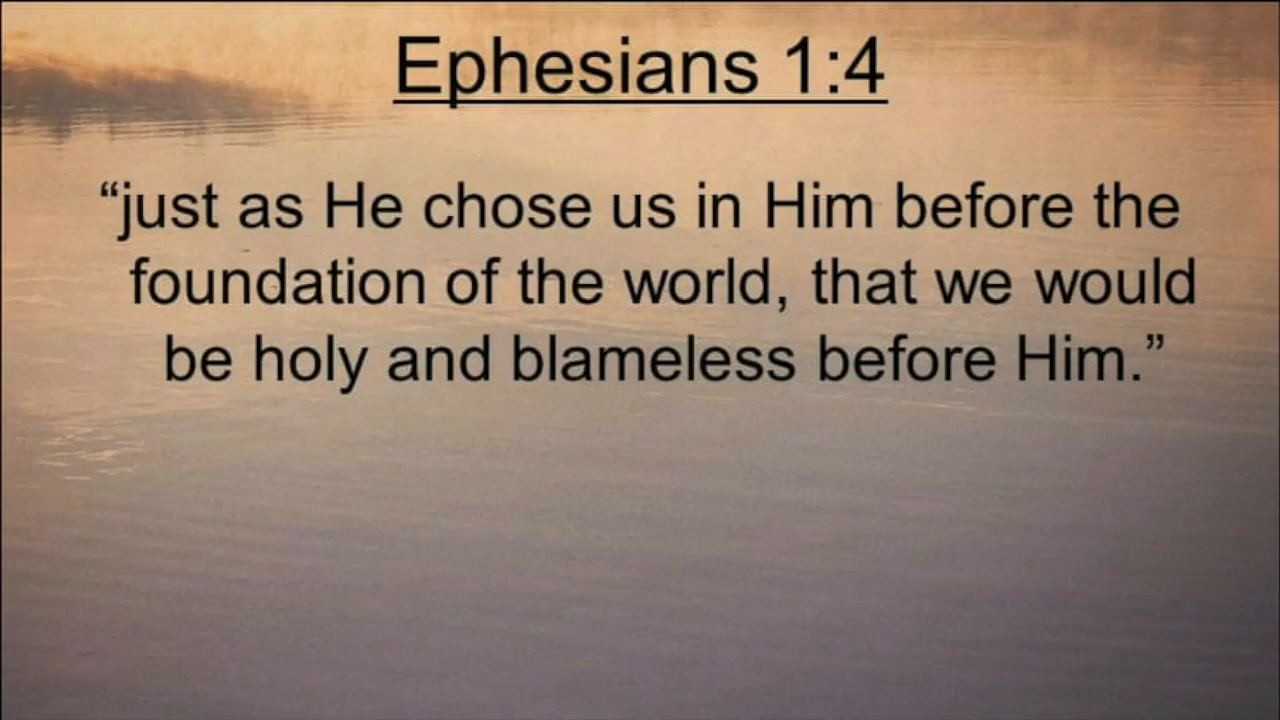 Ephesians 1:4
“just as He chose us in Him before the
foundation of the world, that we would
be holy and blameless before Him.”